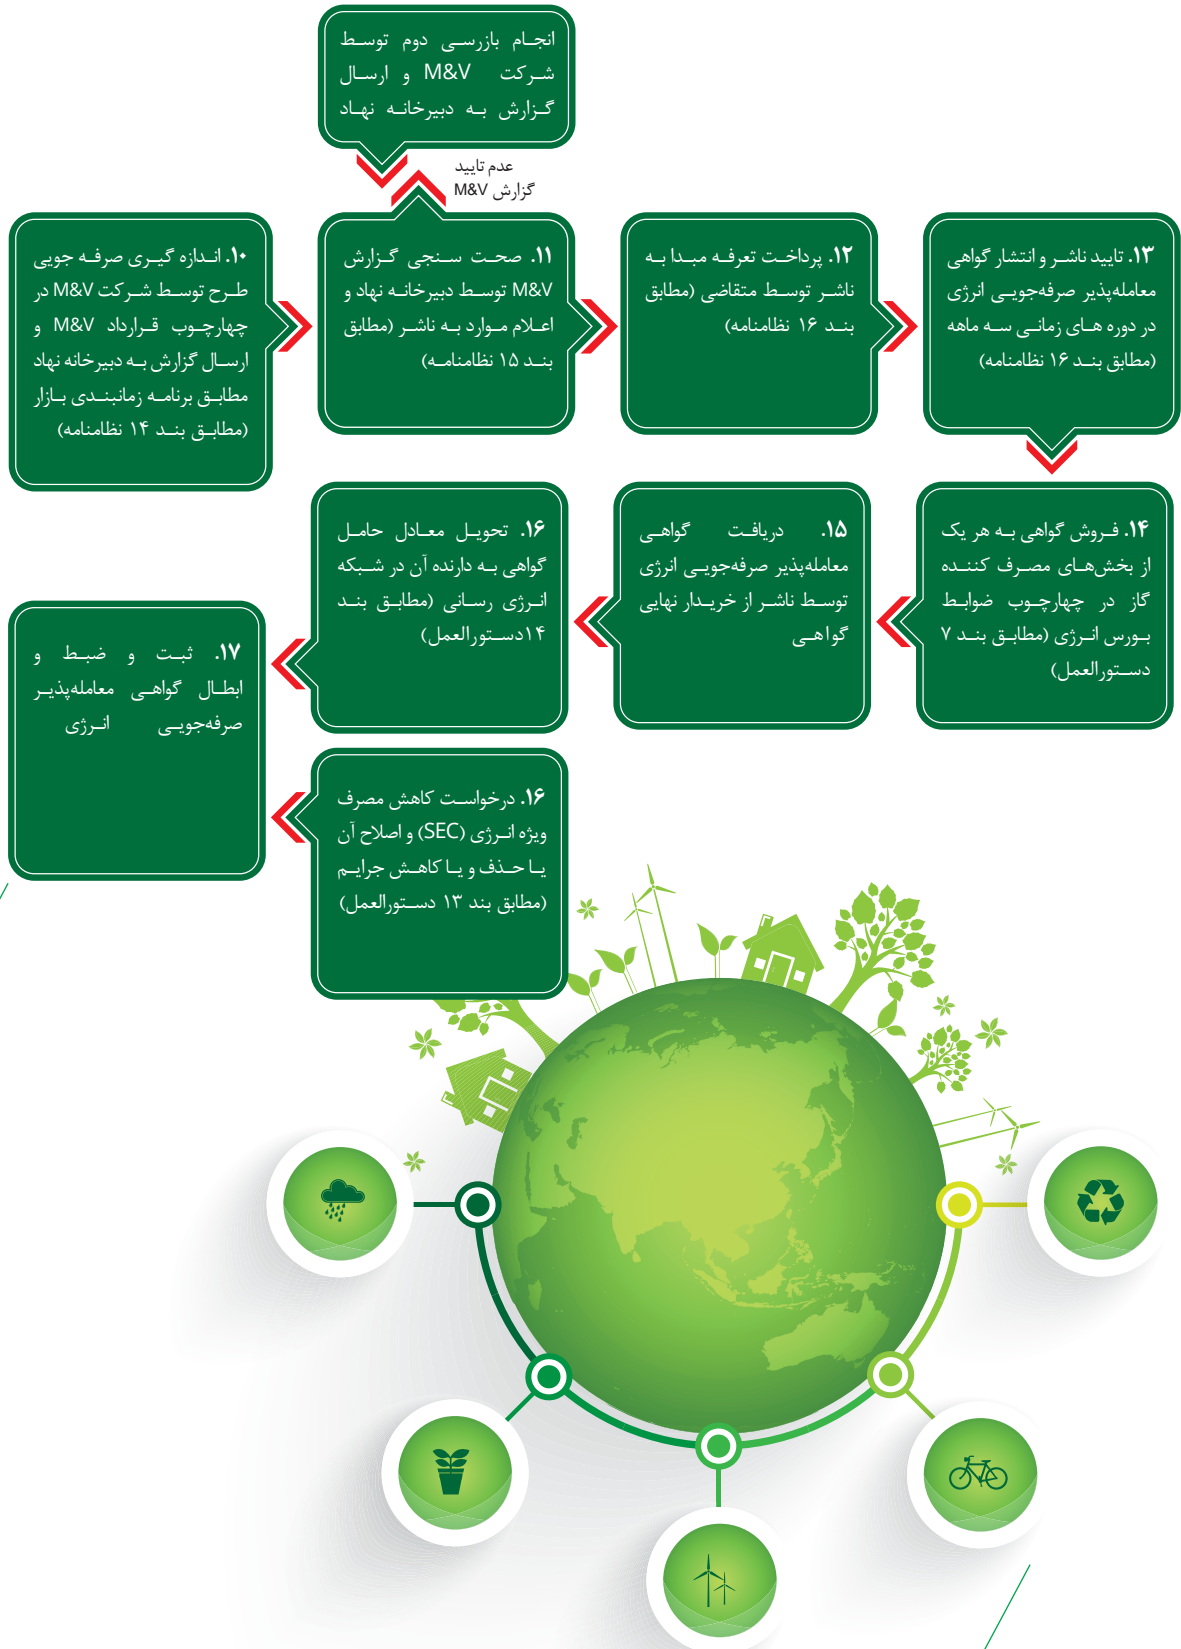 انجام بازرسی دوم توسط
شرکت M&V و ارسال
گزارش به دبیرخانه نهاد
عدم تایید
گزارش M&V
۱۰. اندازه گیری صرفه جویی
طرح توسط شرکت M&V در
چهارچوب قرارداد M&V و
ارسال گزارش به دبیرخانه نهاد
مطابق برنامه زمانبندی بازار
(مطابق بند ۱۴ نظامنامه)
۱۱. صحت سنجی گزارش
M&V توسط دبیرخانه نهاد و
اعلام موارد به ناشر (مطابق
بند ۱۵ نظامنامه)
۱۲. پرداخت تعرفه مبدا به
ناشر توسط متقاضی (مطابق
بند ۱۶ نظامنامه)
۱۳. تایید ناشر و انتشار گواهی
معامله‌پذیر صرفه‌جویی انرژی
در دوره های زمانی سه ماهه
(مطابق بند ۱۶ نظامنامه)
۱۴. فروش گواهی به هر یک
از بخش‌های مصرف کننده
گاز در چهارچوب ضوابط
بورس انرژی (مطابق بند ۷
دستورالعمل)
۱۵. دریافت گواهی
معامله‌پذیر صرفه‌جویی انرژی
توسط ناشر از خریدار نهایی
گواهی
۱۶. تحویل معادل حامل
گواهی به دارنده آن در شبکه
انرژی رسانی (مطابق بند
۱۴دستورالعمل)
۱۶. درخواست کاهش مصرف
ویژه انرژی (SEC) و اصلاح آن
یا حذف و یا کاهش جرایم
(مطابق بند ۱۳ دستورالعمل)
۱۷. ثبت و ضبط و
ابطال گواهی معامله‌پذیر
صرفه‌جویی انرژی